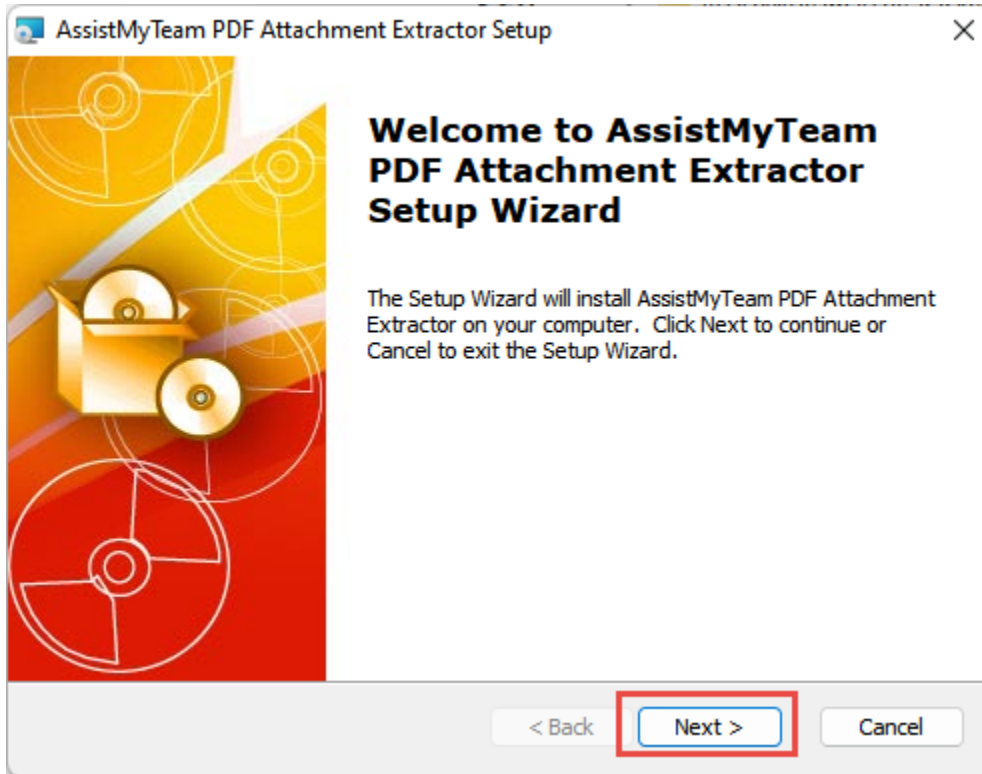 AssistMyTeam PDF Attachment Extractor Setup
Welcome to AssistMyTeam
PDF Attachment Extractor
Setup Wizard
The Setup Wizard will install AssistMyTeam PDF Attachment
Extractor on your computer. Click Next to continue or
Cancel to exit the Setup Wizard.
< Back Next > Cancel